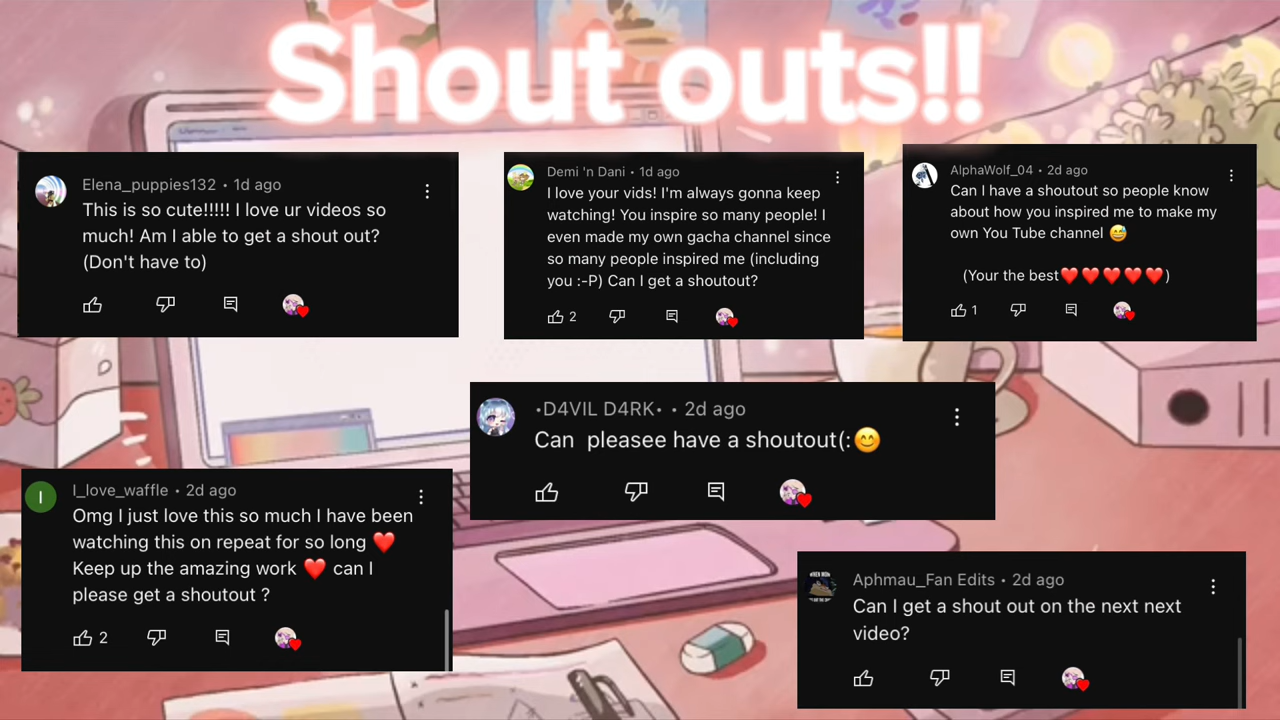 Shout outs!!
Elena_puppies132 • 1d ago
This is so cute!!!!! I love ur videos so
much! Am I able to get a shout out?
(Don't have to)
Demi 'n Dani • 1d ago
I love your vids! I'm always gonna keep
watching! You inspire so many people! I
even made my own gacha channel since
so many people inspired me (including
you :-P) Can I get a shoutout?
2
AlphaWolf_04 • 2d ago
Can I have a shoutout so people know
about how you inspired me to make my
own You Tube channel 😅
(Your the best❤️❤️❤️❤️❤️)
1
•D4VIL D4RK• • 2d ago
Can  pleasee have a shoutout(:😊
I
I_love_waffle • 2d ago
Omg I just love this so much I have been
watching this on repeat for so long ❤️
Keep up the amazing work ❤️ can I
please get a shoutout ?
2
Aphmau_Fan Edits • 2d ago
Can I get a shout out on the next next
video?